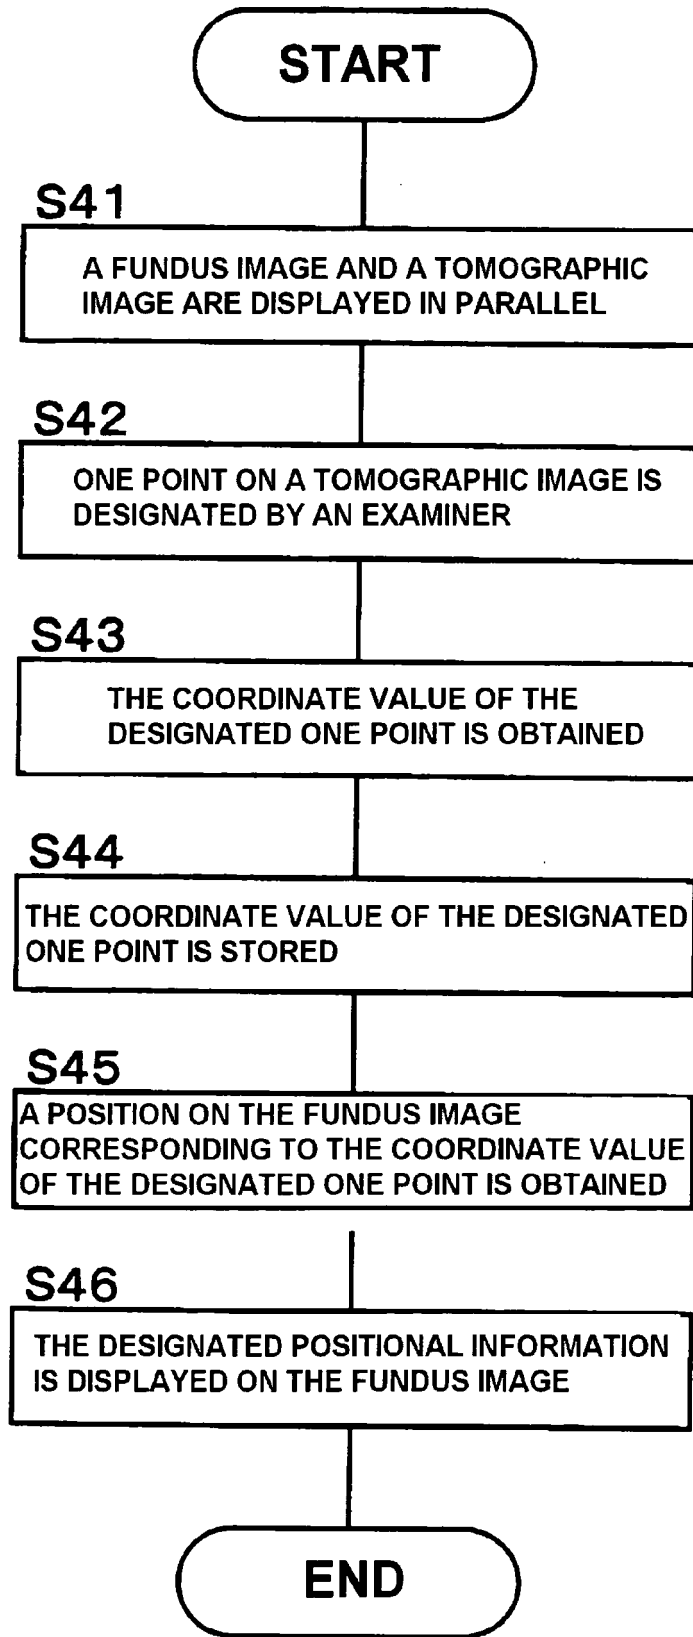 START
S41
A FUNDUS IMAGE AND A TOMOGRAPHIC
IMAGE ARE DISPLAYED IN PARALLEL
S42
ONE POINT ON A TOMOGRAPHIC IMAGE IS
DESIGNATED BY AN EXAMINER
S43
THE COORDINATE VALUE OF THE
DESIGNATED ONE POINT IS OBTAINED
S44
THE COORDINATE VALUE OF THE DESIGNATED
ONE POINT IS STORED
S45
A POSITION ON THE FUNDUS IMAGE
CORRESPONDING TO THE COORDINATE VALUE
OF THE DESIGNATED ONE POINT IS OBTAINED
S46
THE DESIGNATED POSITIONAL INFORMATION
IS DISPLAYED ON THE FUNDUS IMAGE
END